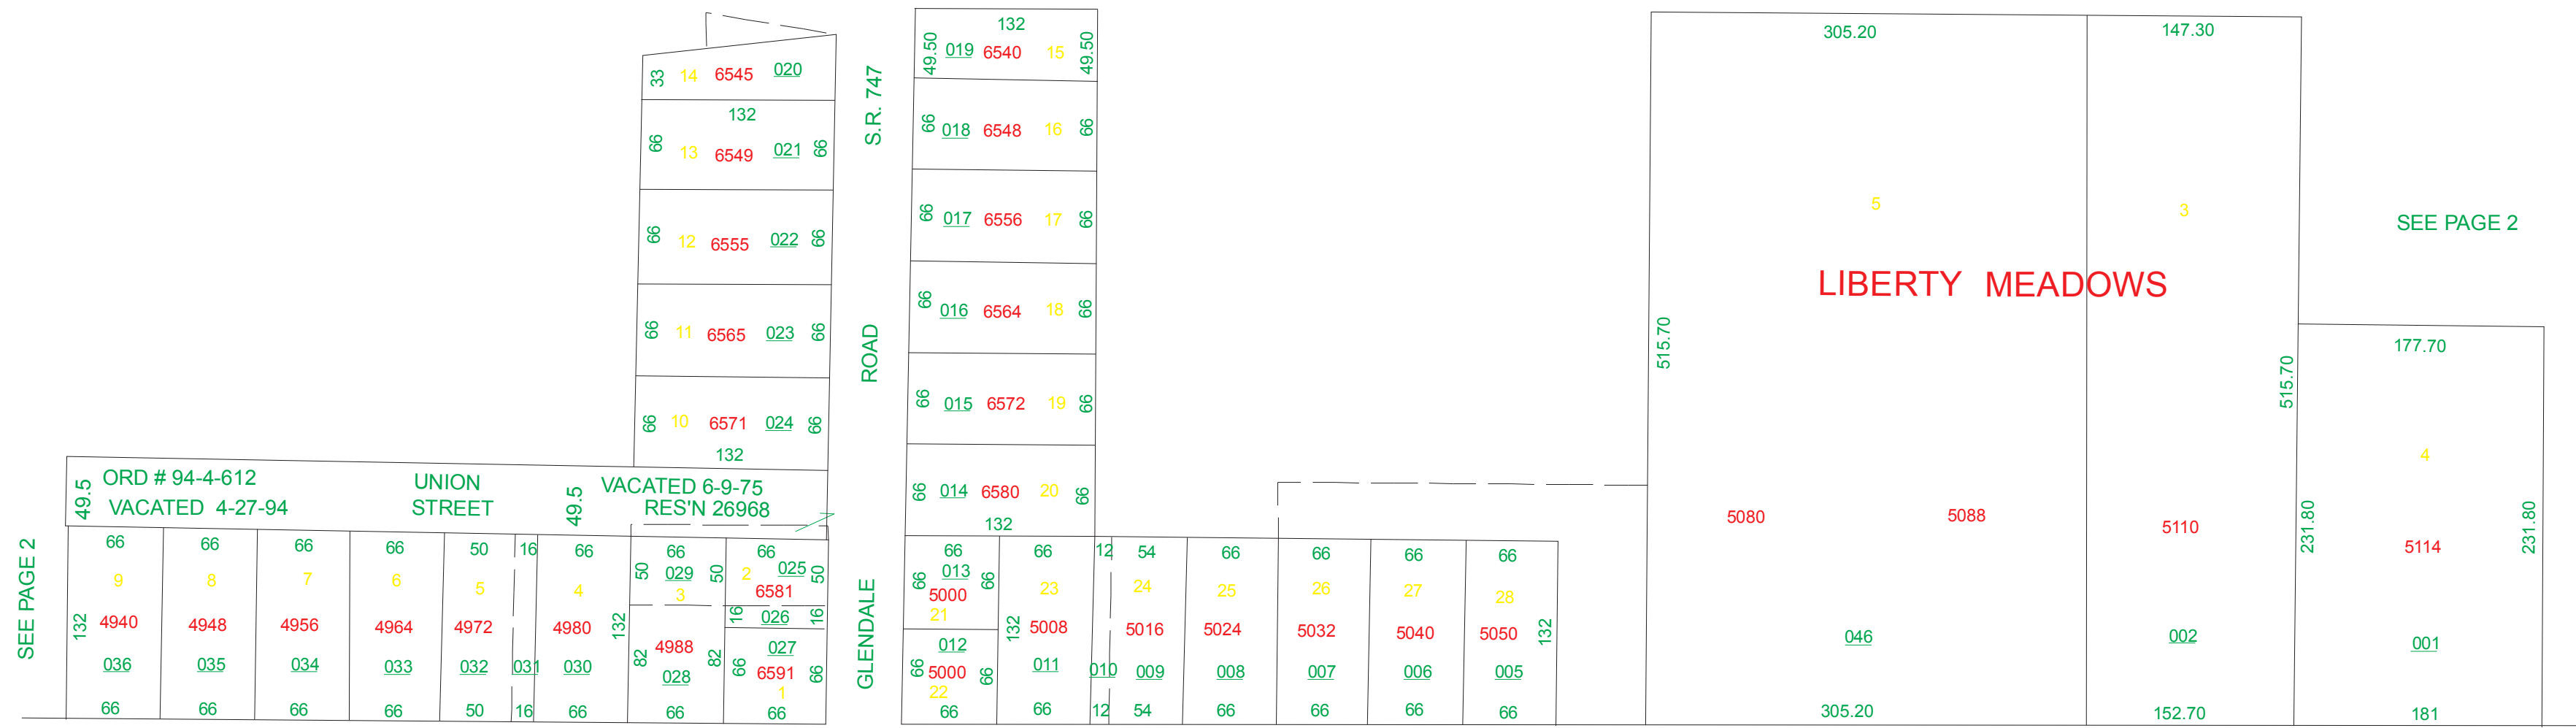 132
49.50 019 6540 15 49.50
33 14 6545 020
132
66 13 6549 021 66
66 018 6548 16 66
66 12 6555 022 66
66 017 6556 17 66
66 11 6565 023 66
66 016 6564 18 66
66 10 6571 024 66
132
66 015 6572 19 66
66 014 6580 20 66
132
S.R. 747
ROAD
GLENDALE
49.5
ORD # 94-4-612
VACATED 4-27-94
UNION
STREET
49.5
VACATED 6-9-75
RES'N 26968
SEE PAGE 2
66 66 66 66 50 16 66 66 66
9 8 7 6 5 4
50 029 50
3
2 025 50
6581
16 026 16
132 4940 4948 4956 4964 4972 4980 132
4988
82 82
028
027
66 6591 66
1
036 035 034 033 032 031 030
66 66 66 66 50 16 66 66 66
66 66 12 54 66 66 66 66
66 013 66
5000
21
23 24 25 26 27 28
132 5008 5016 5024 5032 5040 5050 132
012
66 5000 66
22
011 010 009 008 007 006 005
66 66 12 54 66 66 66 66
305.20 147.30
5 3
SEE PAGE 2
LIBERTY MEADOWS
515.70 515.70
177.70
4
5080 5088 5110
231.80 5114 231.80
046 002 001
305.20 152.70 181